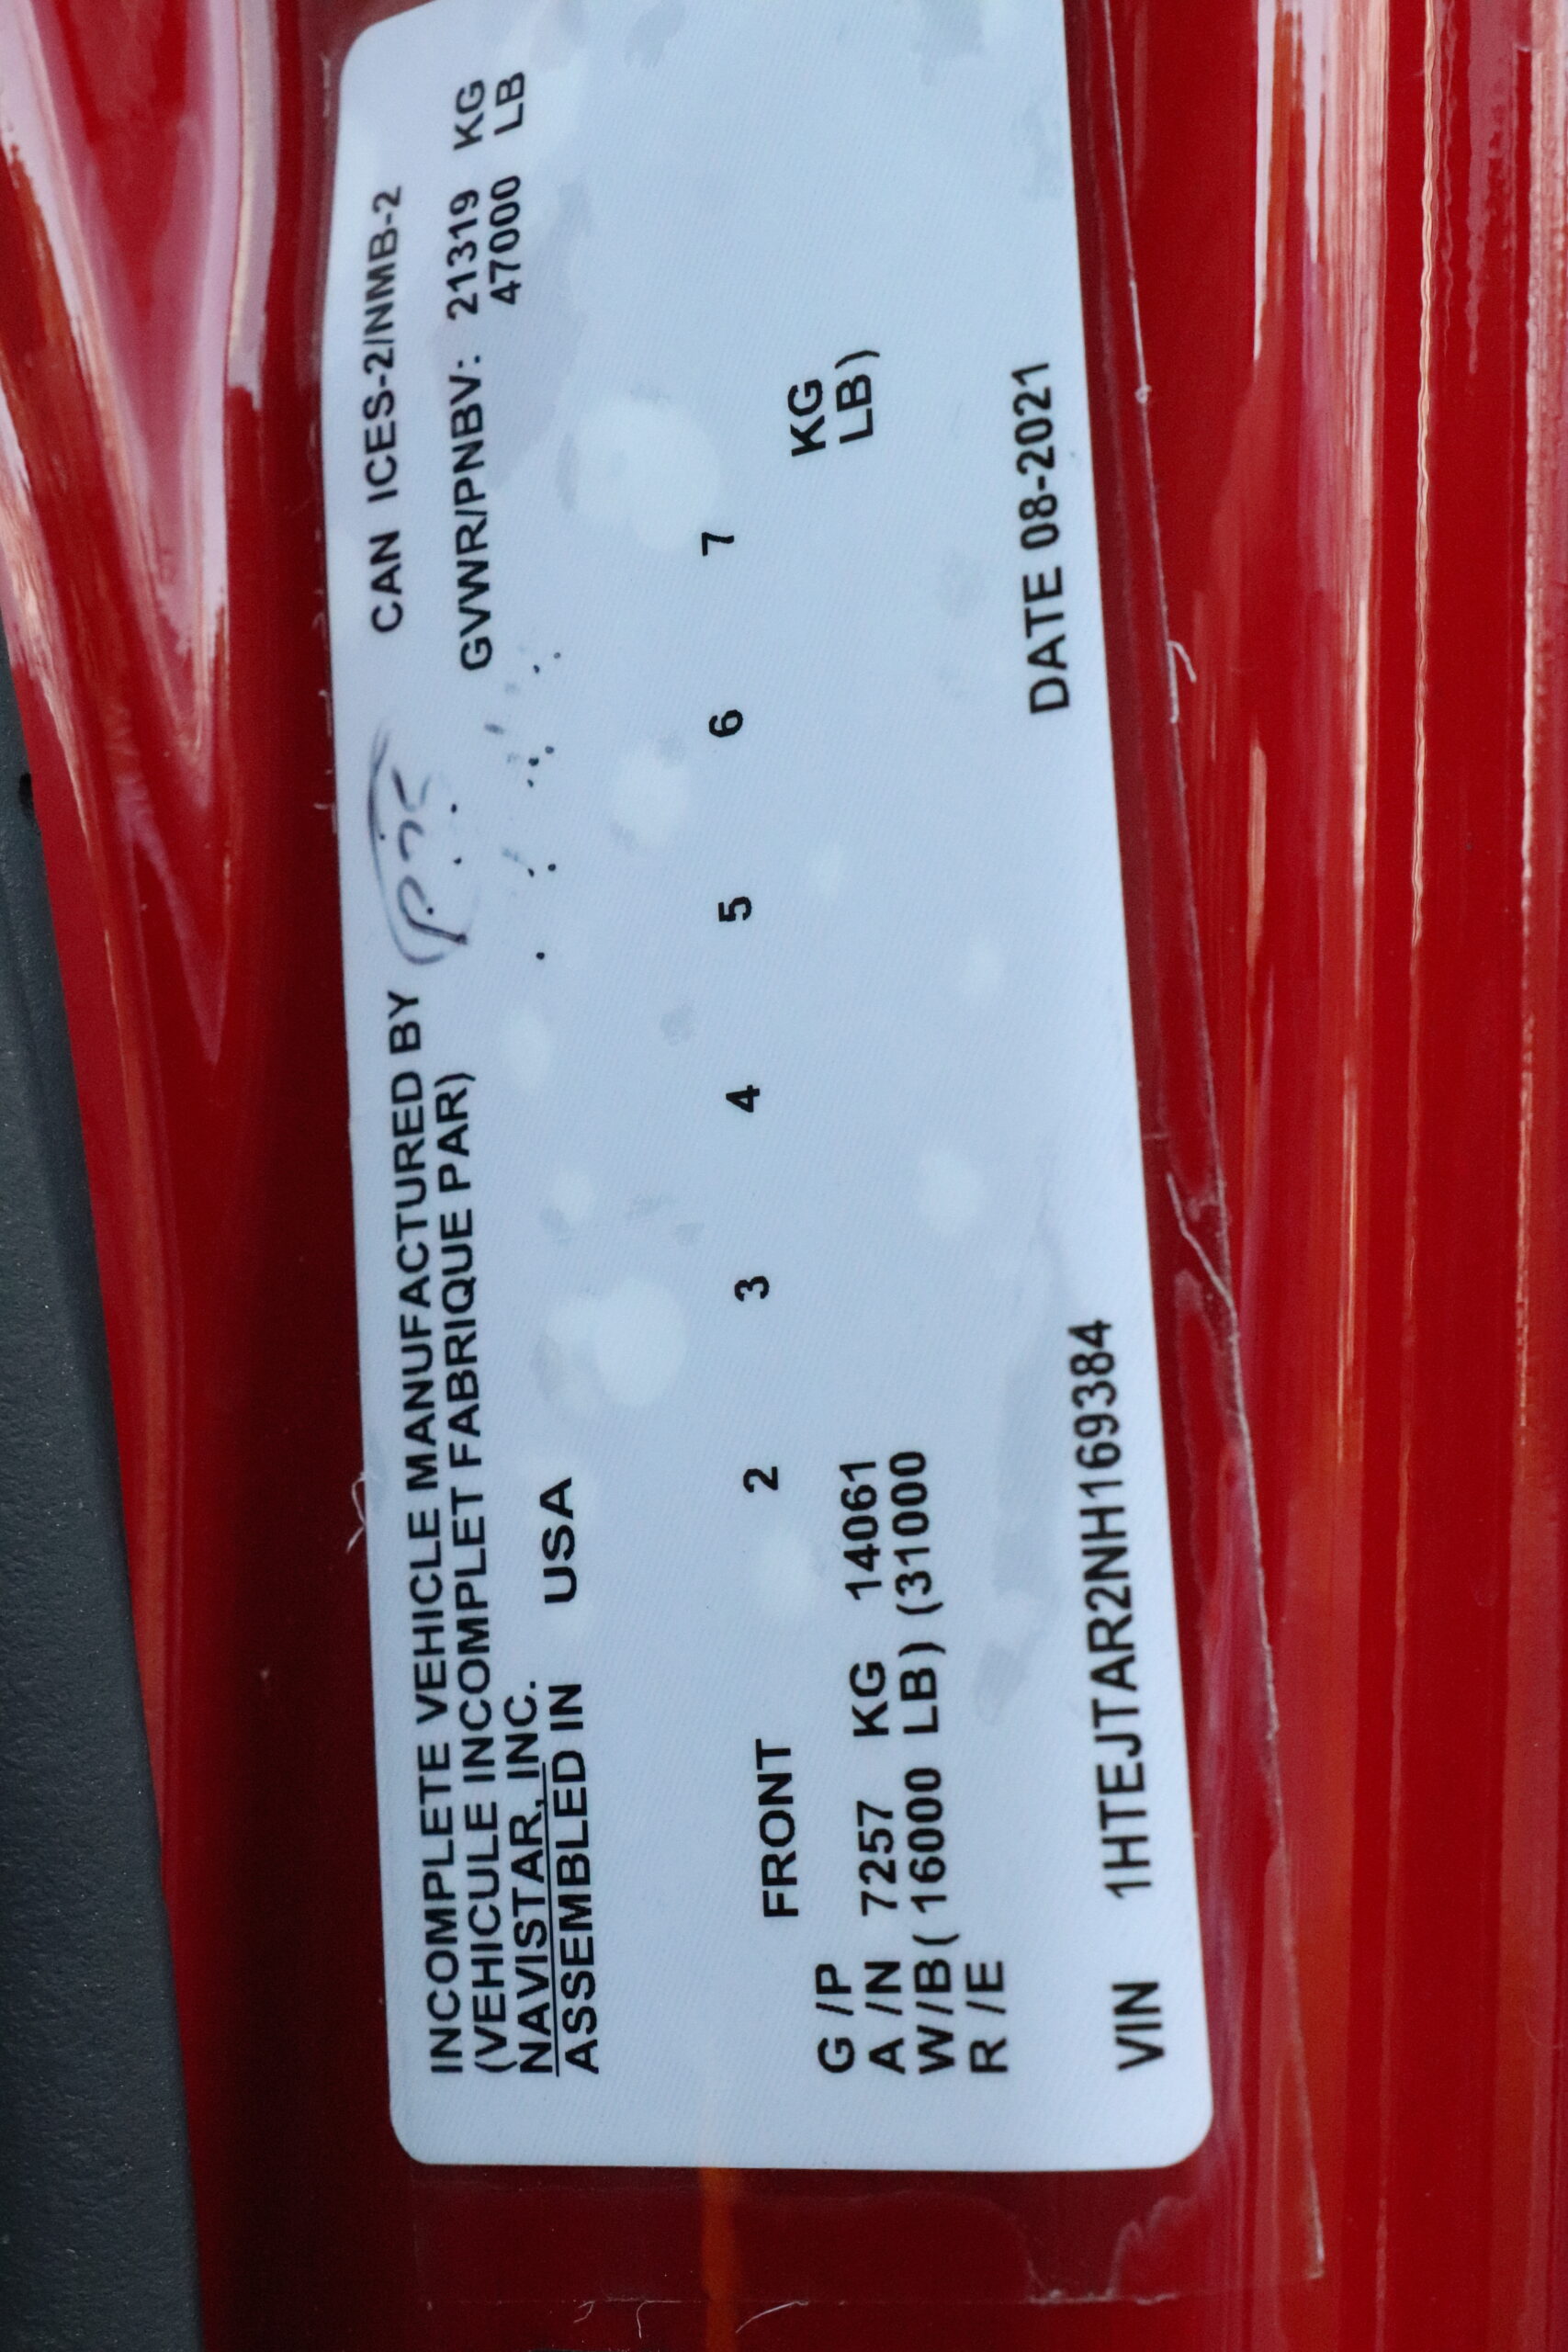 INCOMPLETE VEHICLE MANUFACTURED BY CAN ICES-2/NMB-2
(VEHICULE INCOMPLET FABRIQUE PAR)
NAVISTAR, INC. GVWR/PNBV: 21319 KG
ASSEMBLED IN USA 47000 LB
FRONT 2 3 4 5 6 7
G /P
A /N 7257 KG 14061 KG
W/B( 16000 LB) (31000 LB)
R /E
VIN 1HTEJTAR2NH169384 DATE 08-2021